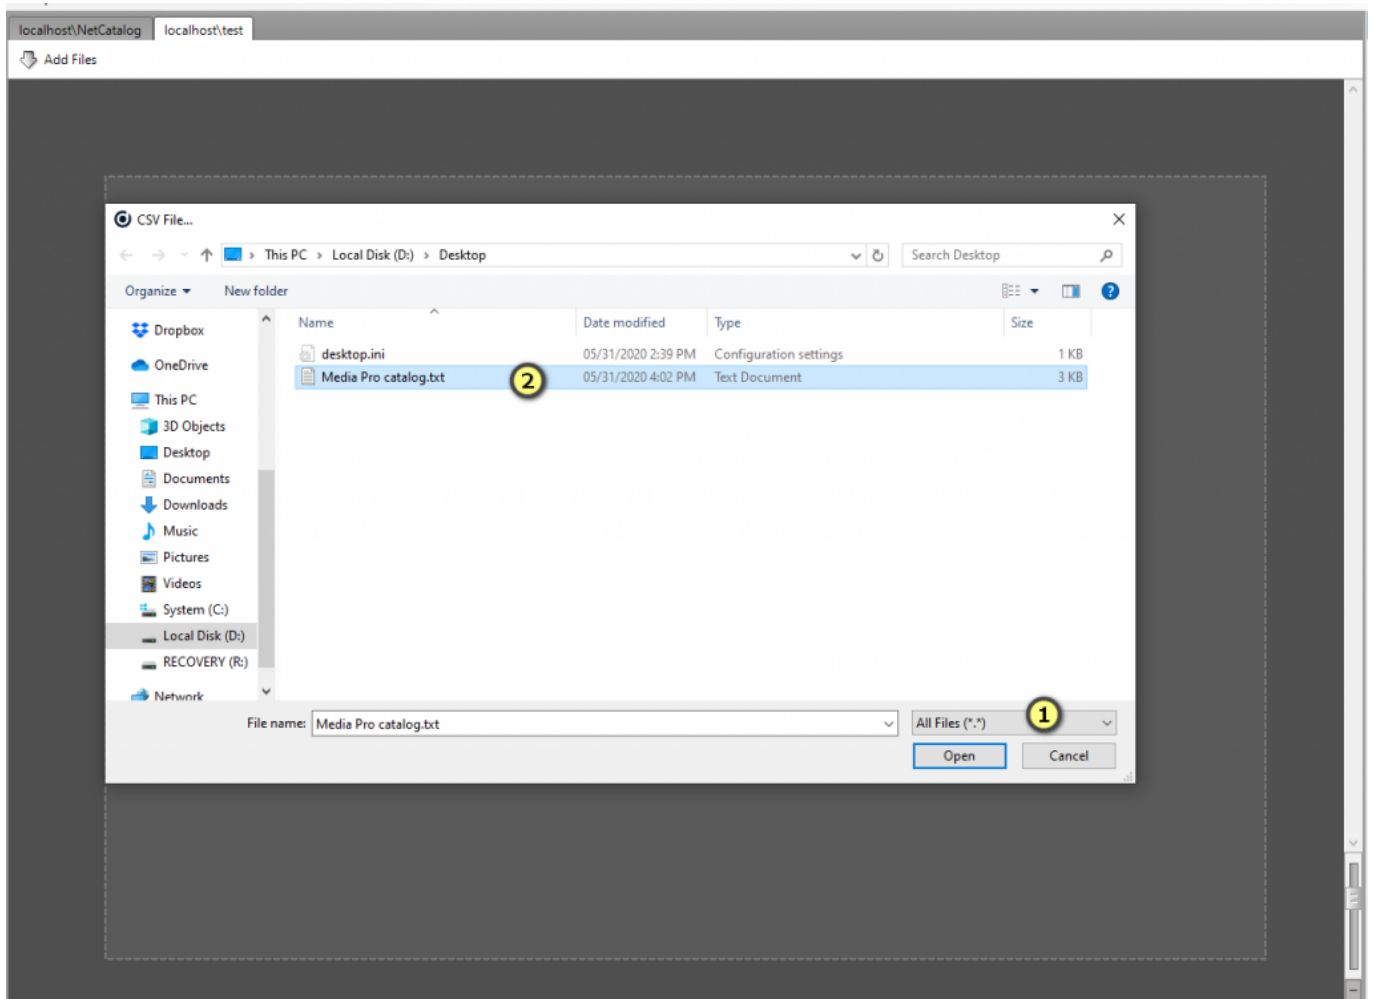 localhost\NetCatalog localhost\test
Add Files
CSV File...
This PC > Local Disk (D:) > Desktop
Search Desktop
Organize New folder
Name Date modified Type Size
desktop.ini 05/31/2020 2:39 PM Configuration settings 1 KB
Media Pro catalog.txt 2 05/31/2020 4:02 PM Text Document 3 KB
Dropbox
OneDrive
This PC
3D Objects
Desktop
Documents
Downloads
Music
Pictures
Videos
System (C:)
Local Disk (D:)
RECOVERY (R:)
Network
File name: Media Pro catalog.txt All Files (*.*) 1
Open Cancel